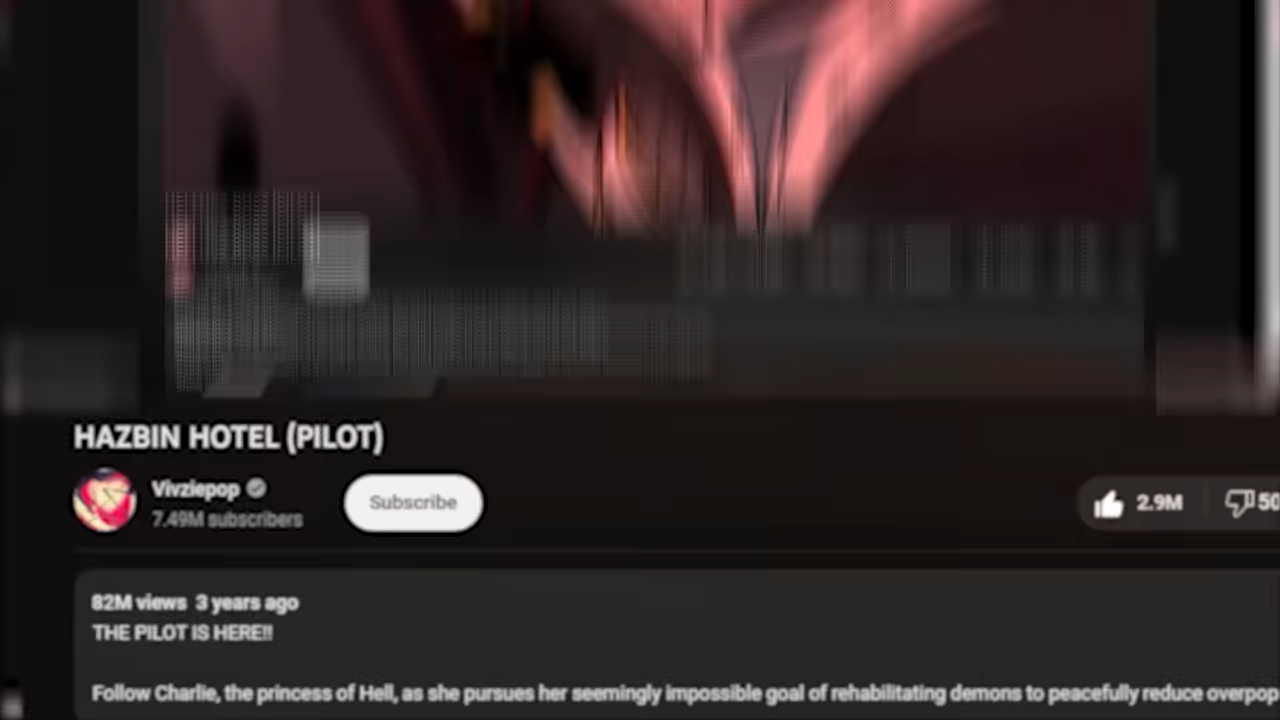 HAZBIN HOTEL (PILOT)
Vivziepop
7.49M subscribers
Subscribe
2.9M
50
82M views 3 years ago
THE PILOT IS HERE!!
Follow Charlie, the princess of Hell, as she pursues her seemingly impossible goal of rehabilitating demons to peacefully reduce overpop